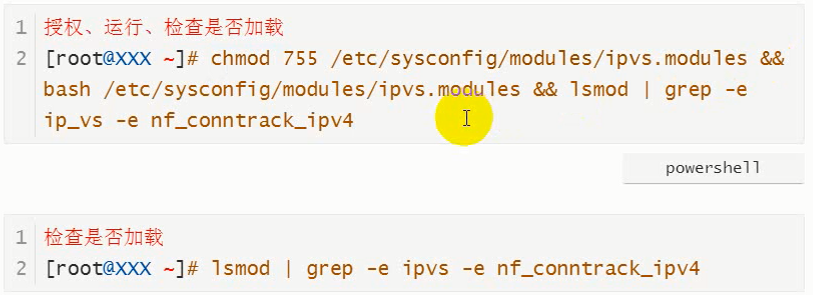 1 授权、运行、检查是否加载
2 [root@XXX ~]# chmod 755 /etc/sysconfig/modules/ipvs.modules &&
bash /etc/sysconfig/modules/ipvs.modules && lsmod | grep -e
ip_vs -e nf_conntrack_ipv4
powershell
1 检查是否加载
2 [root@XXX ~]# lsmod | grep -e ipvs -e nf_conntrack_ipv4